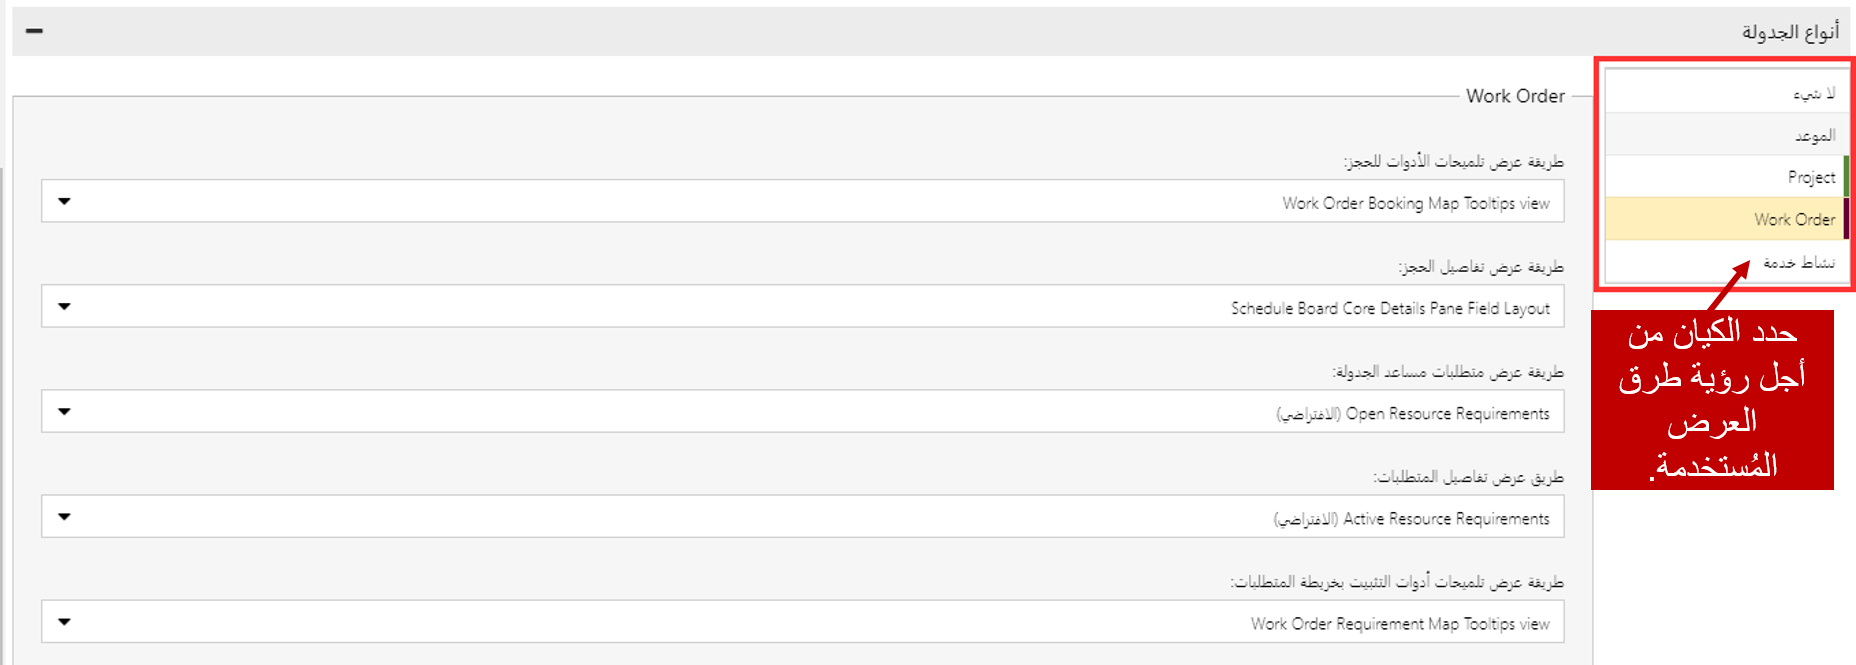 أنواع الجدولة
لا شيء
الموعد
Project
Work Order
نشاط خدمة
حدد الكيان من
أجل رؤية طرق
العرض
المُستخدمة.
Work Order
طريقة عرض تلميحات الأدوات للحجز:
Work Order Booking Map Tooltips view
طريقة عرض تفاصيل الحجز:
Schedule Board Core Details Pane Field Layout
طريقة عرض متطلبات مساعد الجدولة:
Open Resource Requirements (الافتراضي)
طريق عرض تفاصيل المتطلبات:
Active Resource Requirements (الافتراضي)
طريقة عرض تلميحات أدوات التثبيت بخريطة المتطلبات:
Work Order Requirement Map Tooltips view